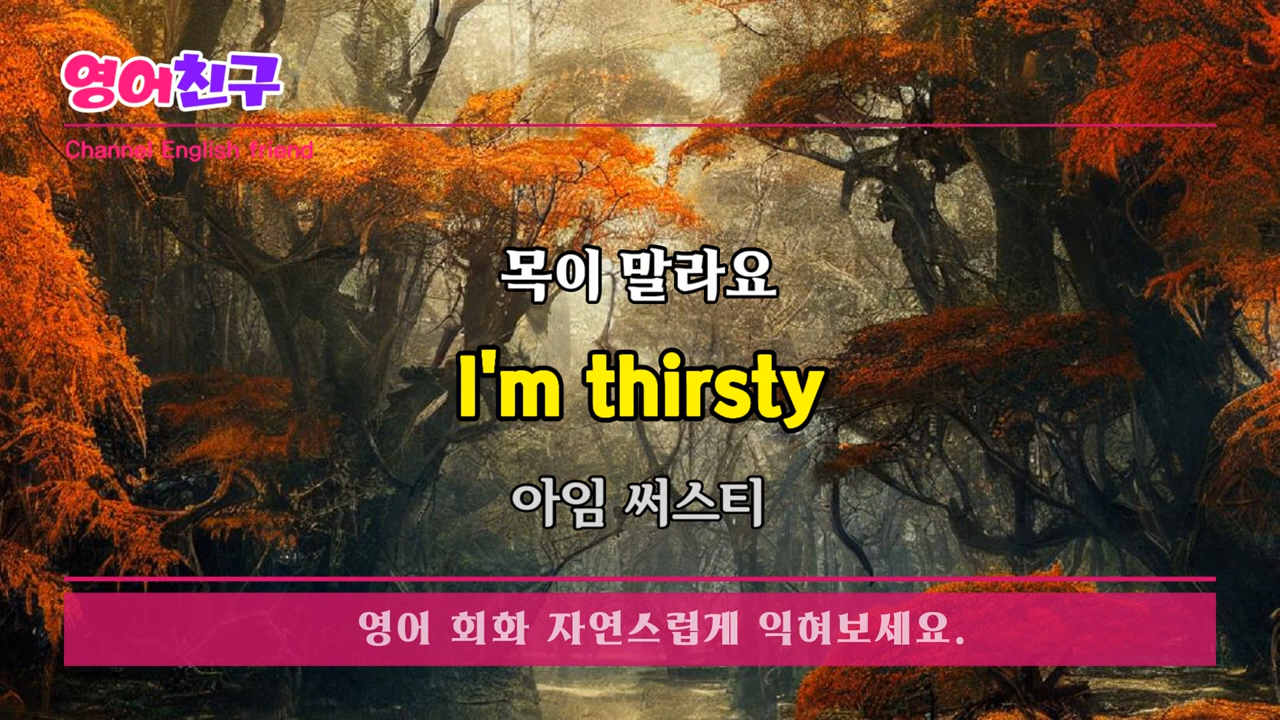 영어친구
Channel English friend
목이 말라요
I'm thirsty
아임 써스티
영어 회화 자연스럽게 익혀보세요.